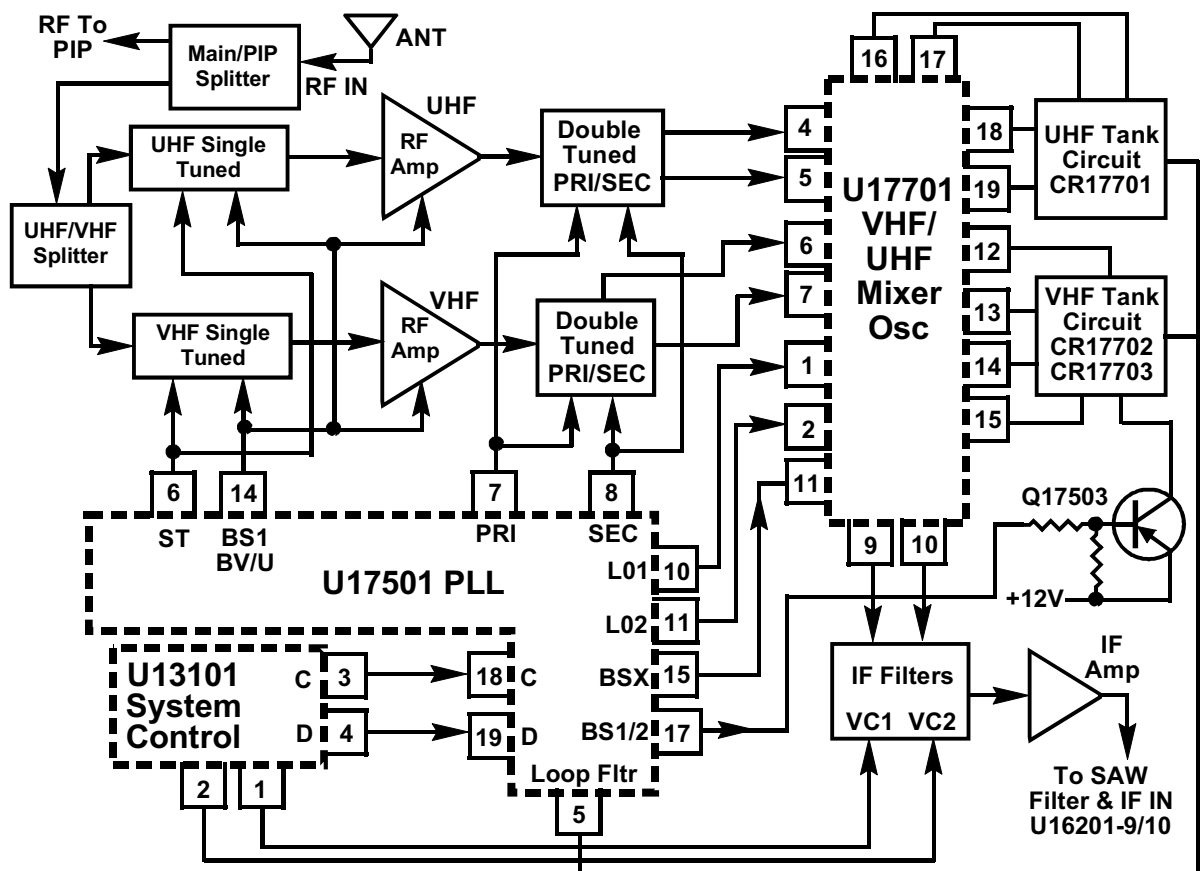 RF To
PIP
Main/PIP
Splitter
ANT
RF IN
UHF
RF
Amp
UHF Single
Tuned
Double
Tuned
PRI/SEC
UHF/VHF
Splitter
VHF Single
Tuned
VHF
RF
Amp
Double
Tuned
PRI/SEC
16
17
4
5
6
7
1
2
11
U17701
VHF/
UHF
Mixer
Osc
18
19
12
13
14
15
9
10
UHF Tank
Circuit
CR17701
VHF Tank
Circuit
CR17702
CR17703
Q17503
+12V
6
14
7
8
ST
BS1
BV/U
PRI
SEC
U17501 PLL
L01
10
L02
11
BSX
15
BS1/2
17
18
C
19
D
Loop Fltr
5
U13101
System
Control
C
3
D
4
2
1
IF Filters
VC1
VC2
IF
Amp
To SAW
Filter & IF IN
U16201-9/10